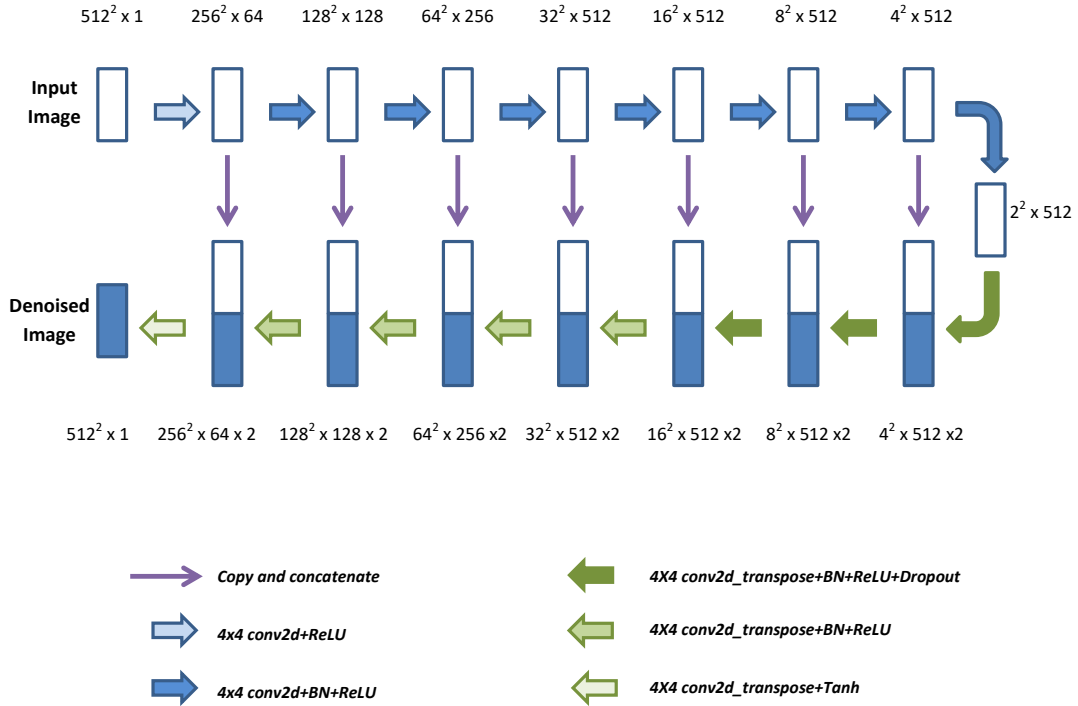 512² x 1 256² x 64 128² x 128 64² x 256 32² x 512 16² x 512 8² x 512 4² x 512
Input
Image
2² x 512
Denoised
Image
512² x 1 256² x 64 x 2 128² x 128 x 2 64² x 256 x2 32² x 512 x2 16² x 512 x2 8² x 512 x2 4² x 512 x2
Copy and concatenate
4x4 conv2d+ReLU
4x4 conv2d+BN+ReLU
4X4 conv2d_transpose+BN+ReLU+Dropout
4X4 conv2d_transpose+BN+ReLU
4X4 conv2d_transpose+Tanh